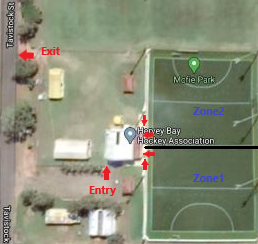 Tavistock St
Exit
Mcfie Park
Zone2
Hervey Bay
Hockey Association
Entry
Zone1
Tavistock